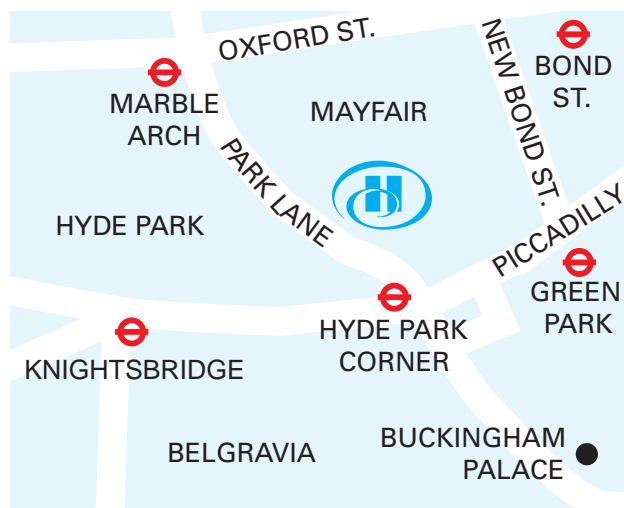 OXFORD ST.
NEW BOND ST.
BOND
ST.
MARBLE
ARCH
MAYFAIR
PARK LANE
H
HYDE PARK
PICCADILLY
GREEN
PARK
HYDE PARK
CORNER
KNIGHTSBRIDGE
BELGRAVIA
BUCKINGHAM
PALACE